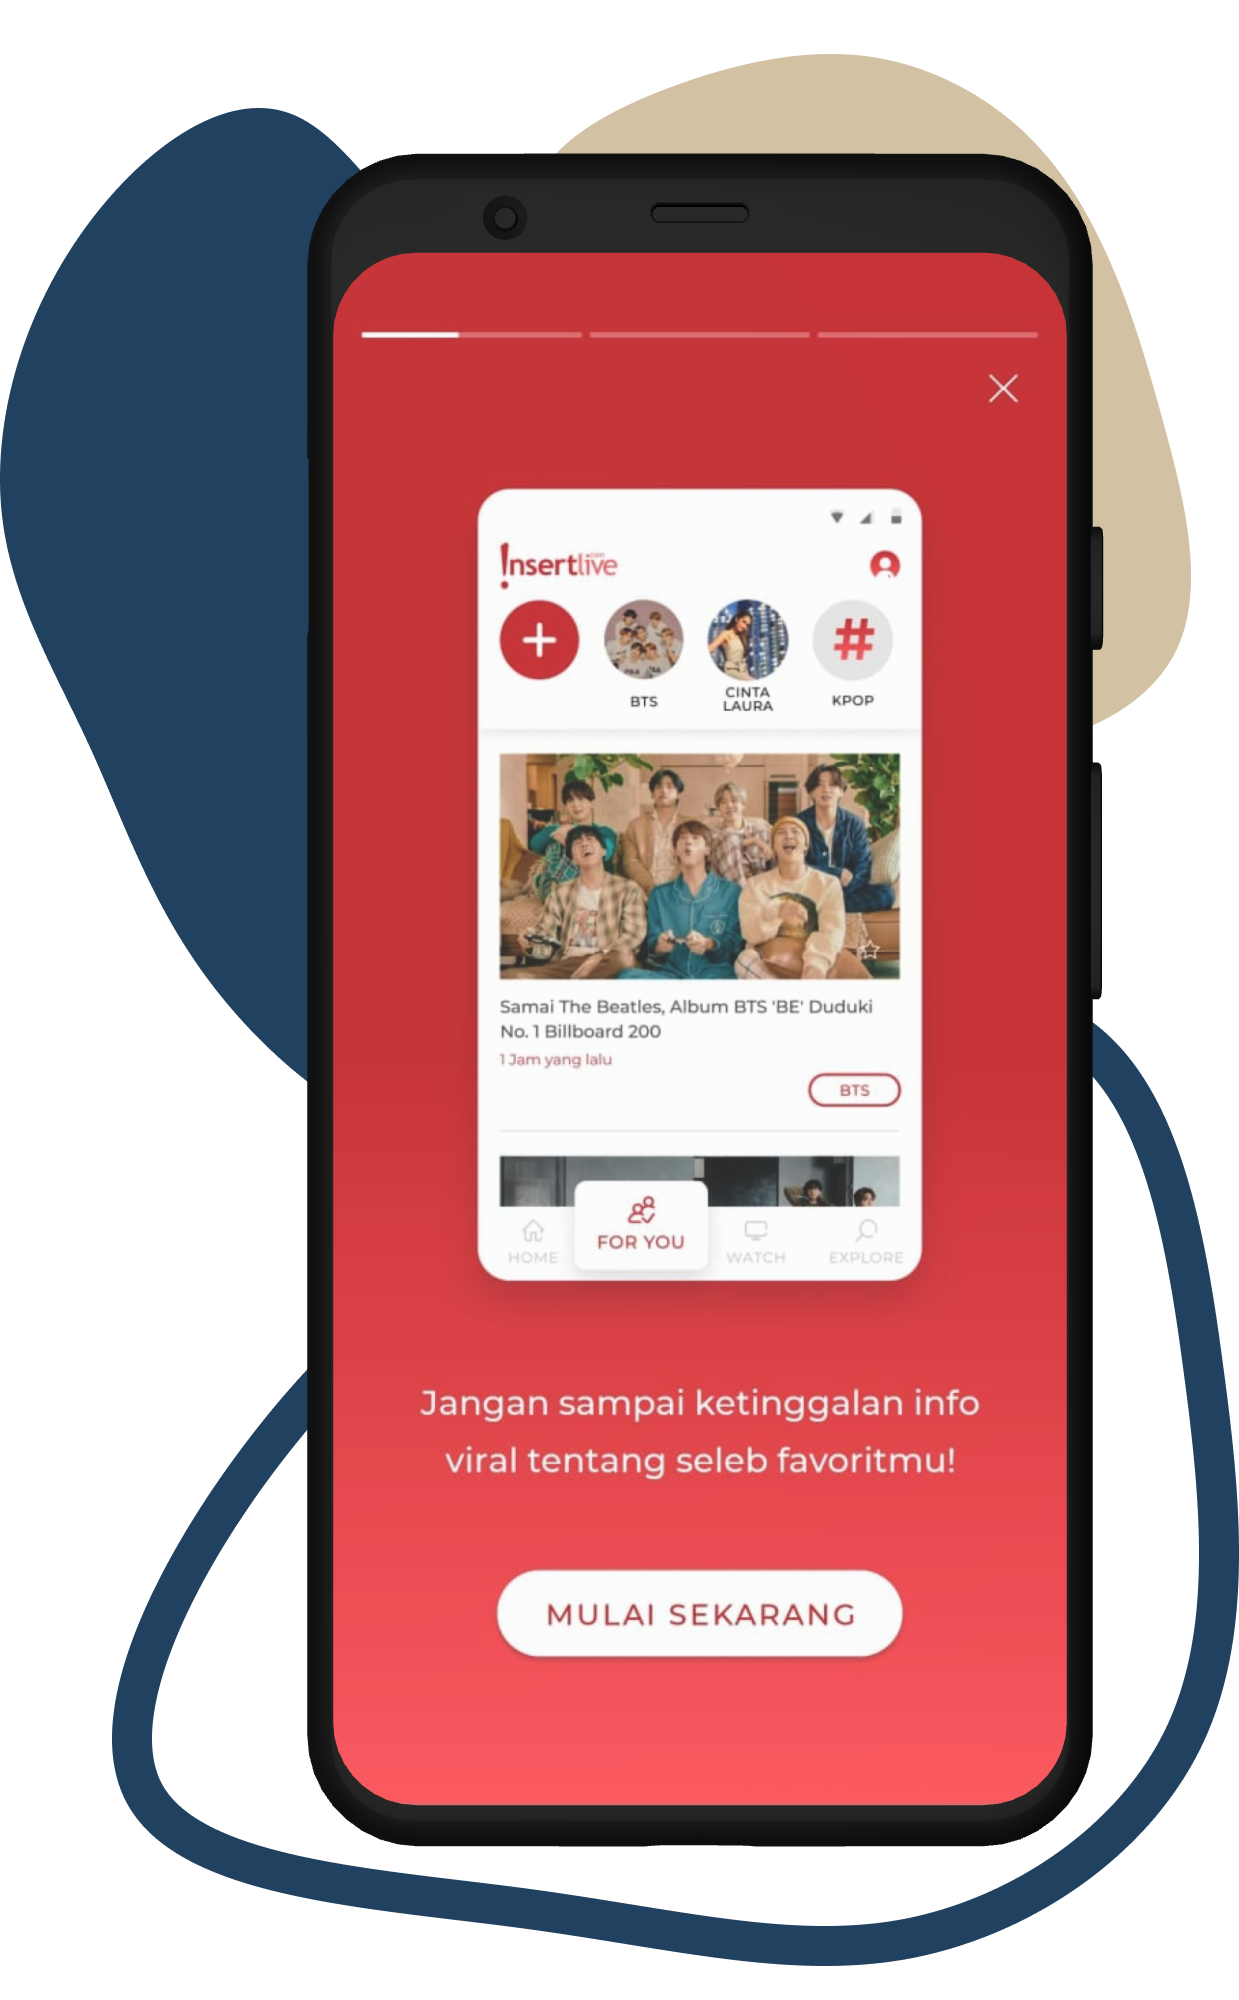 Insertlive
.com
BTS
CINTA
LAURA
KPOP
Samai The Beatles, Album BTS 'BE' Duduki
No. 1 Billboard 200
1 Jam yang lalu
BTS
HOME
FOR YOU
WATCH
EXPLORE
Jangan sampai ketinggalan info
viral tentang seleb favoritmu!
MULAI SEKARANG